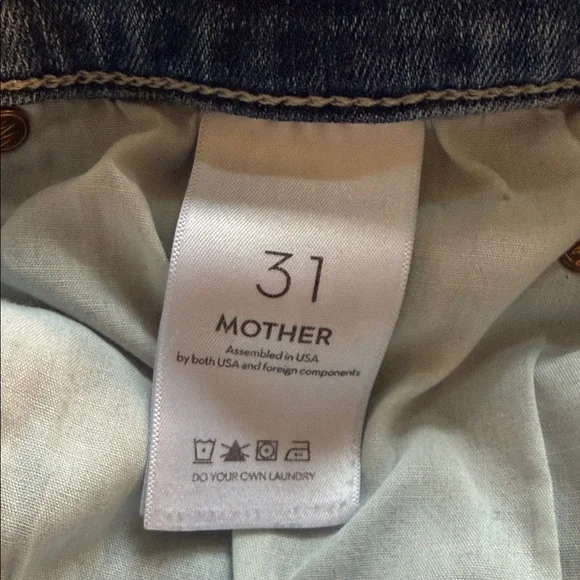 31
MOTHER
Assembled in USA
by both USA and foreign components
DO YOUR OWN LAUNDRY